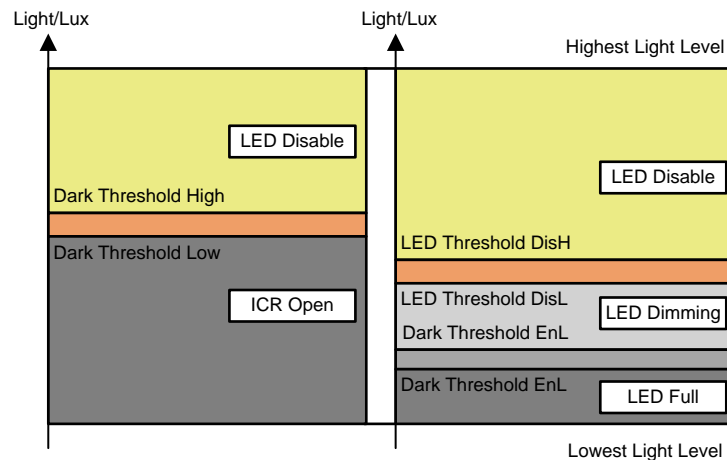 Light/Lux
Light/Lux
Highest Light Level
LED Disable
Dark Threshold High
Dark Threshold Low
ICR Open
LED Disable
LED Threshold DisH
LED Threshold DisL
LED Dimming
Dark Threshold EnL
Dark Threshold EnL
LED Full
Lowest Light Level